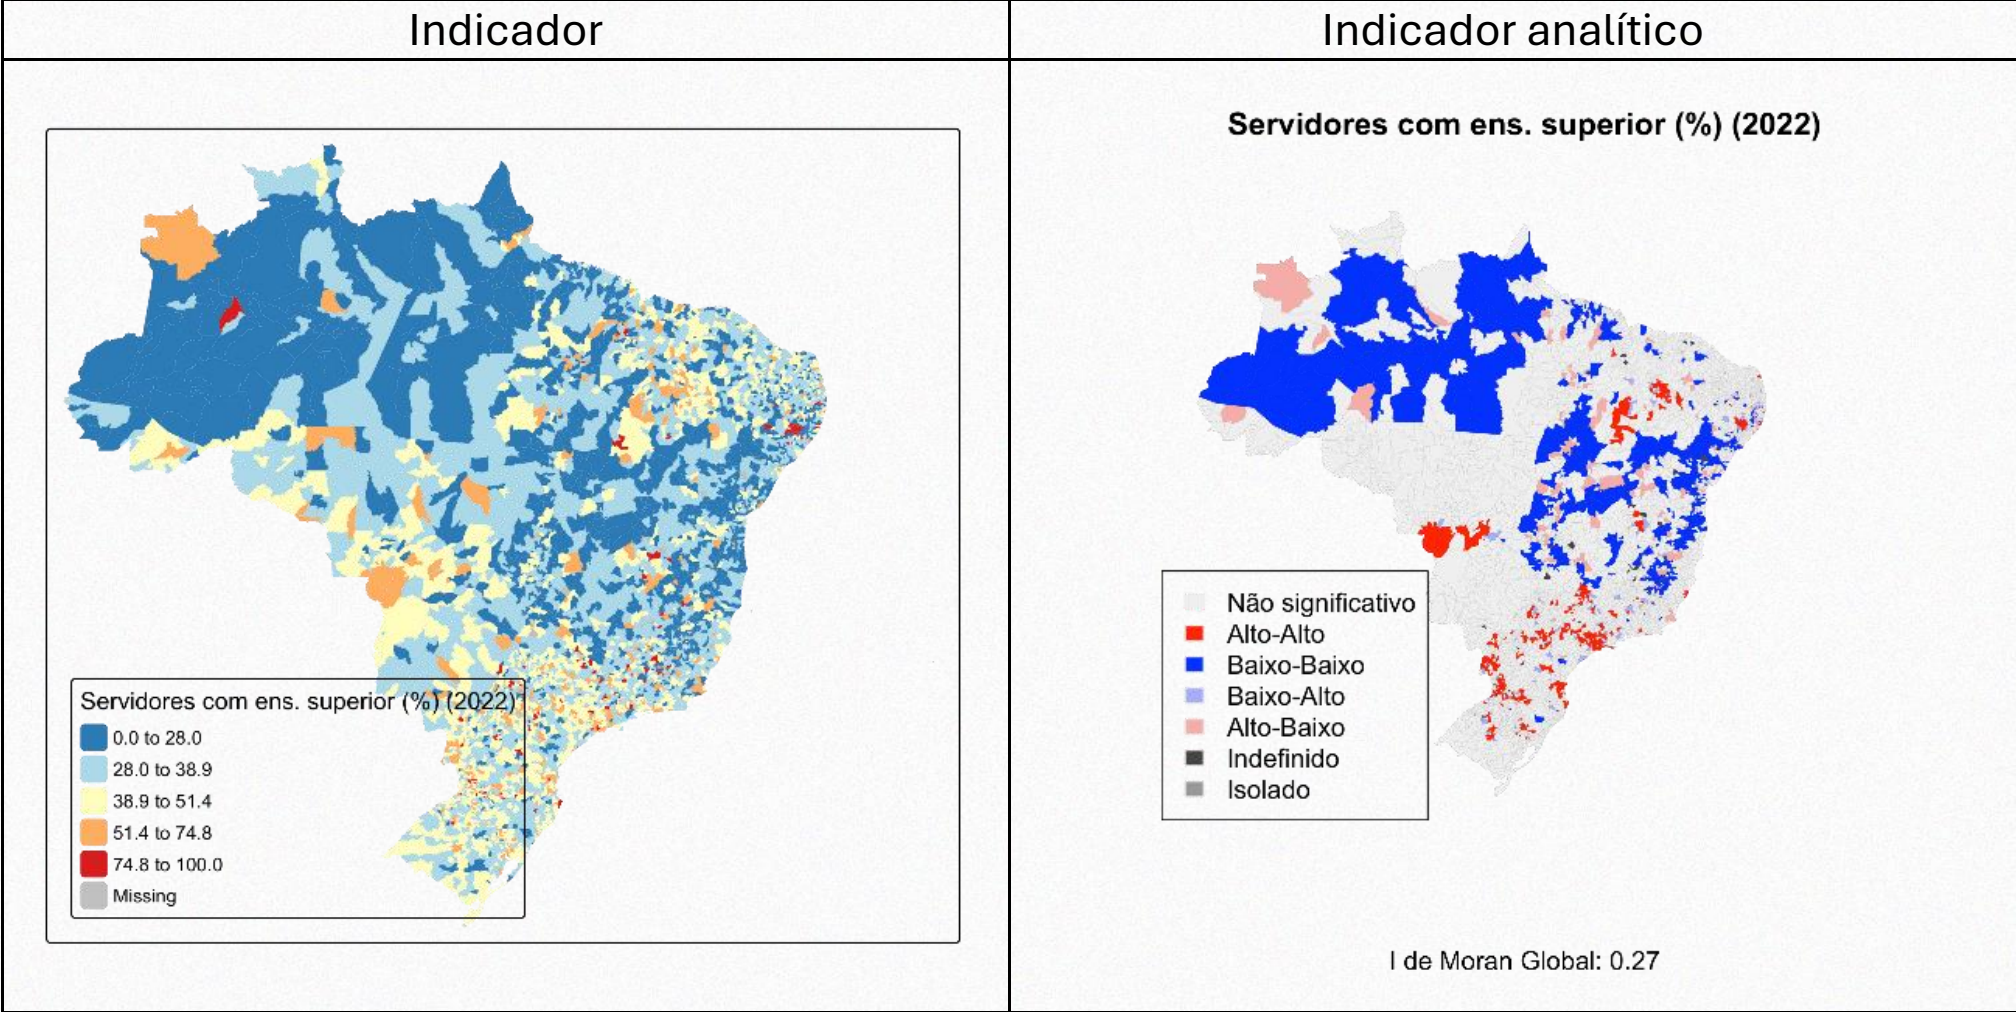 Indicador
Indicador analítico
Servidores com ens. superior (%) (2022)
0.0 to 28.0
28.0 to 38.9
38.9 to 51.4
51.4 to 74.8
74.8 to 100.0
Missing
Servidores com ens. superior (%) (2022)
Não significativo
Alto-Alto
Baixo-Baixo
Baixo-Alto
Alto-Baixo
Indefinido
Isolado
I de Moran Global: 0.27